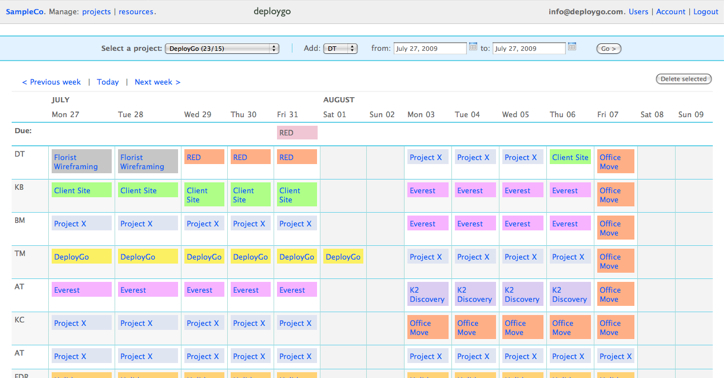 SampleCo. Manage: projects | resources. deploygo info@deploygo.com. Users | Account | Logout
Select a project: DeployGo (23/15) Add: DT from: July 27, 2009 to: July 27, 2009 Go >
< Previous week | Today | Next week > Delete selected
JULY AUGUST
Mon 27 Tue 28 Wed 29 Thu 30 Fri 31 Sat 01 Sun 02 Mon 03 Tue 04 Wed 05 Thu 06 Fri 07 Sat 08 Sun 09
Due: RED
DT Florist Wireframing Florist Wireframing RED RED RED Project X Project X Project X Client Site Office Move
KB Client Site Client Site Client Site Client Site Client Site Everest Everest Everest Everest Office Move
BM Project X Project X Project X Project X Project X Everest Everest Everest Everest Office Move
TM DeployGo DeployGo DeployGo DeployGo DeployGo DeployGo Project X Project X Project X Project X Office Move
AT Everest Everest Everest Everest Everest K2 Discovery K2 Discovery K2 Discovery K2 Discovery Office Move
KC Project X Project X Project X Project X Project X Office Move Office Move Office Move Office Move Office Move
AT Project X Project X Project X Project X Project X Project X Project X Project X Project X Project X